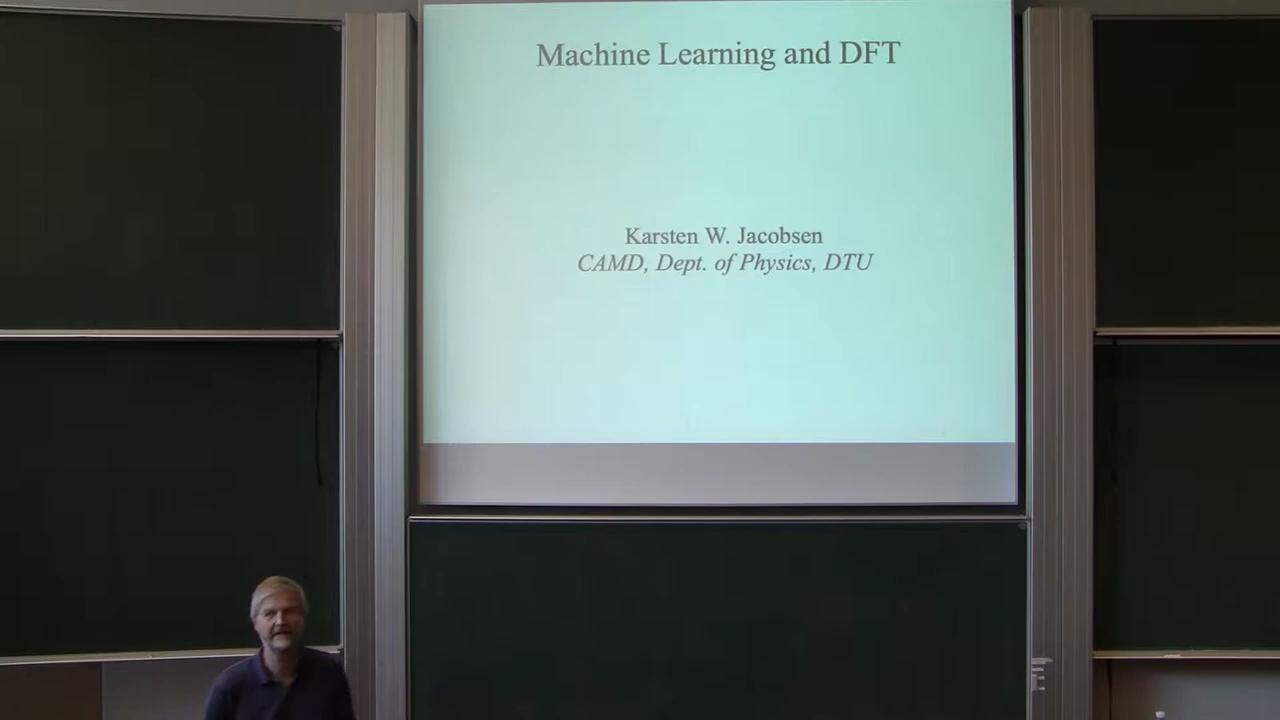 Machine Learning and DFT
Karsten W. Jacobsen
CAMD, Dept. of Physics, DTU